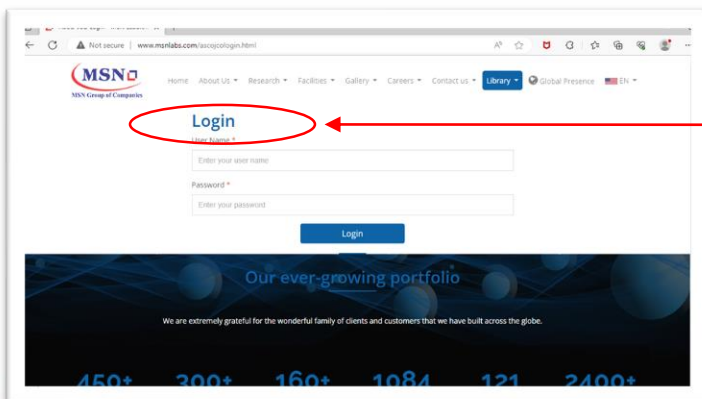 Not secure | www.msnlabs.com/ascojcologin.html
MSN
MSN Group of Companies
Home About Us Research Facilities Gallery Careers Contact us Library Global Presence EN
Login
User Name *
Enter your user name
Password *
Enter your password
Login
Our ever-growing portfolio
We are extremely grateful for the wonderful family of clients and customers that we have built across the globe.
450+ 300+ 160+ 1084 121 2400+